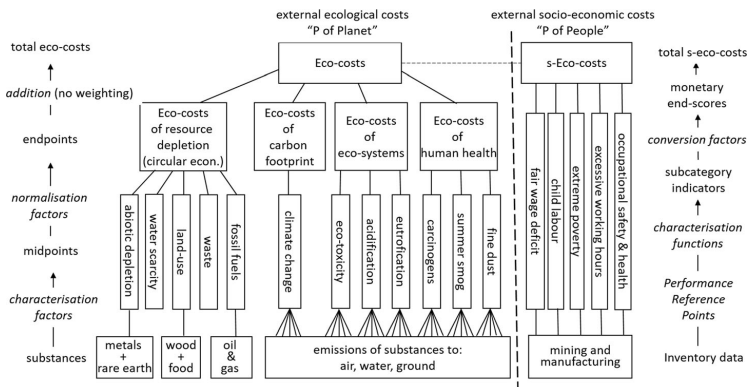 external ecological costs
"P of Planet"
external socio-economic costs
"P of People"
total eco-costs
addition (no weighting)
endpoints
normalisation
factors
midpoints
characterisation
factors
substances
Eco-costs
s-Eco-costs
Eco-costs
of resource
depletion
(circular econ.)
Eco-costs
of
carbon
footprint
Eco-costs
of
eco-systems
Eco-costs
of
human health
abiotic depletion
water scarcity
land-use
waste
fossil fuels
climate change
eco-toxicity
acidification
eutrofication
carcinogens
summer smog
fine dust
fair wage deficit
child labour
extreme poverty
excessive working hours
occupational safety & health
metals
+
rare earth
wood
+
food
oil
&
gas
emissions of substances to:
air, water, ground
mining and
manufacturing
total s-eco-costs
monetary
end-scores
conversion factors
subcategory
indicators
characterisation
functions
Performance
Reference
Points
Inventory data